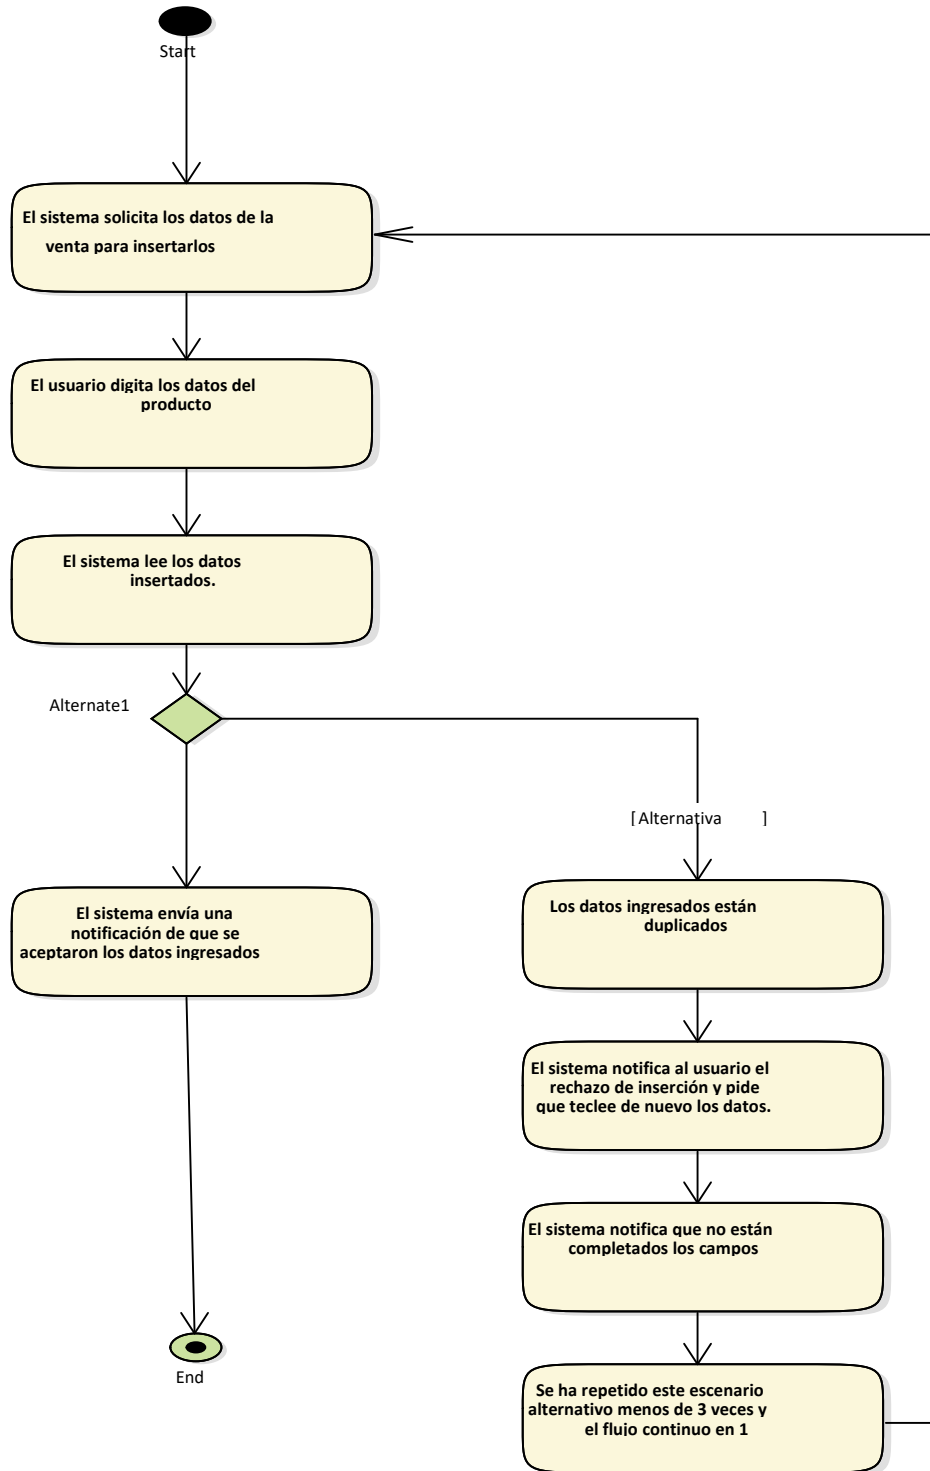 Start
El sistema solicita los datos de la
venta para insertarlos
El usuario digita los datos del
producto
El sistema lee los datos
insertados.
Alternate1
[Alternativa ]
El sistema envía una
notificación de que se
aceptaron los datos ingresados
Los datos ingresados están
duplicados
El sistema notifica al usuario el
rechazo de inserción y pide
que teclee de nuevo los datos.
El sistema notifica que no están
completados los campos
End
Se ha repetido este escenario
alternativo menos de 3 veces y
el flujo continuo en 1